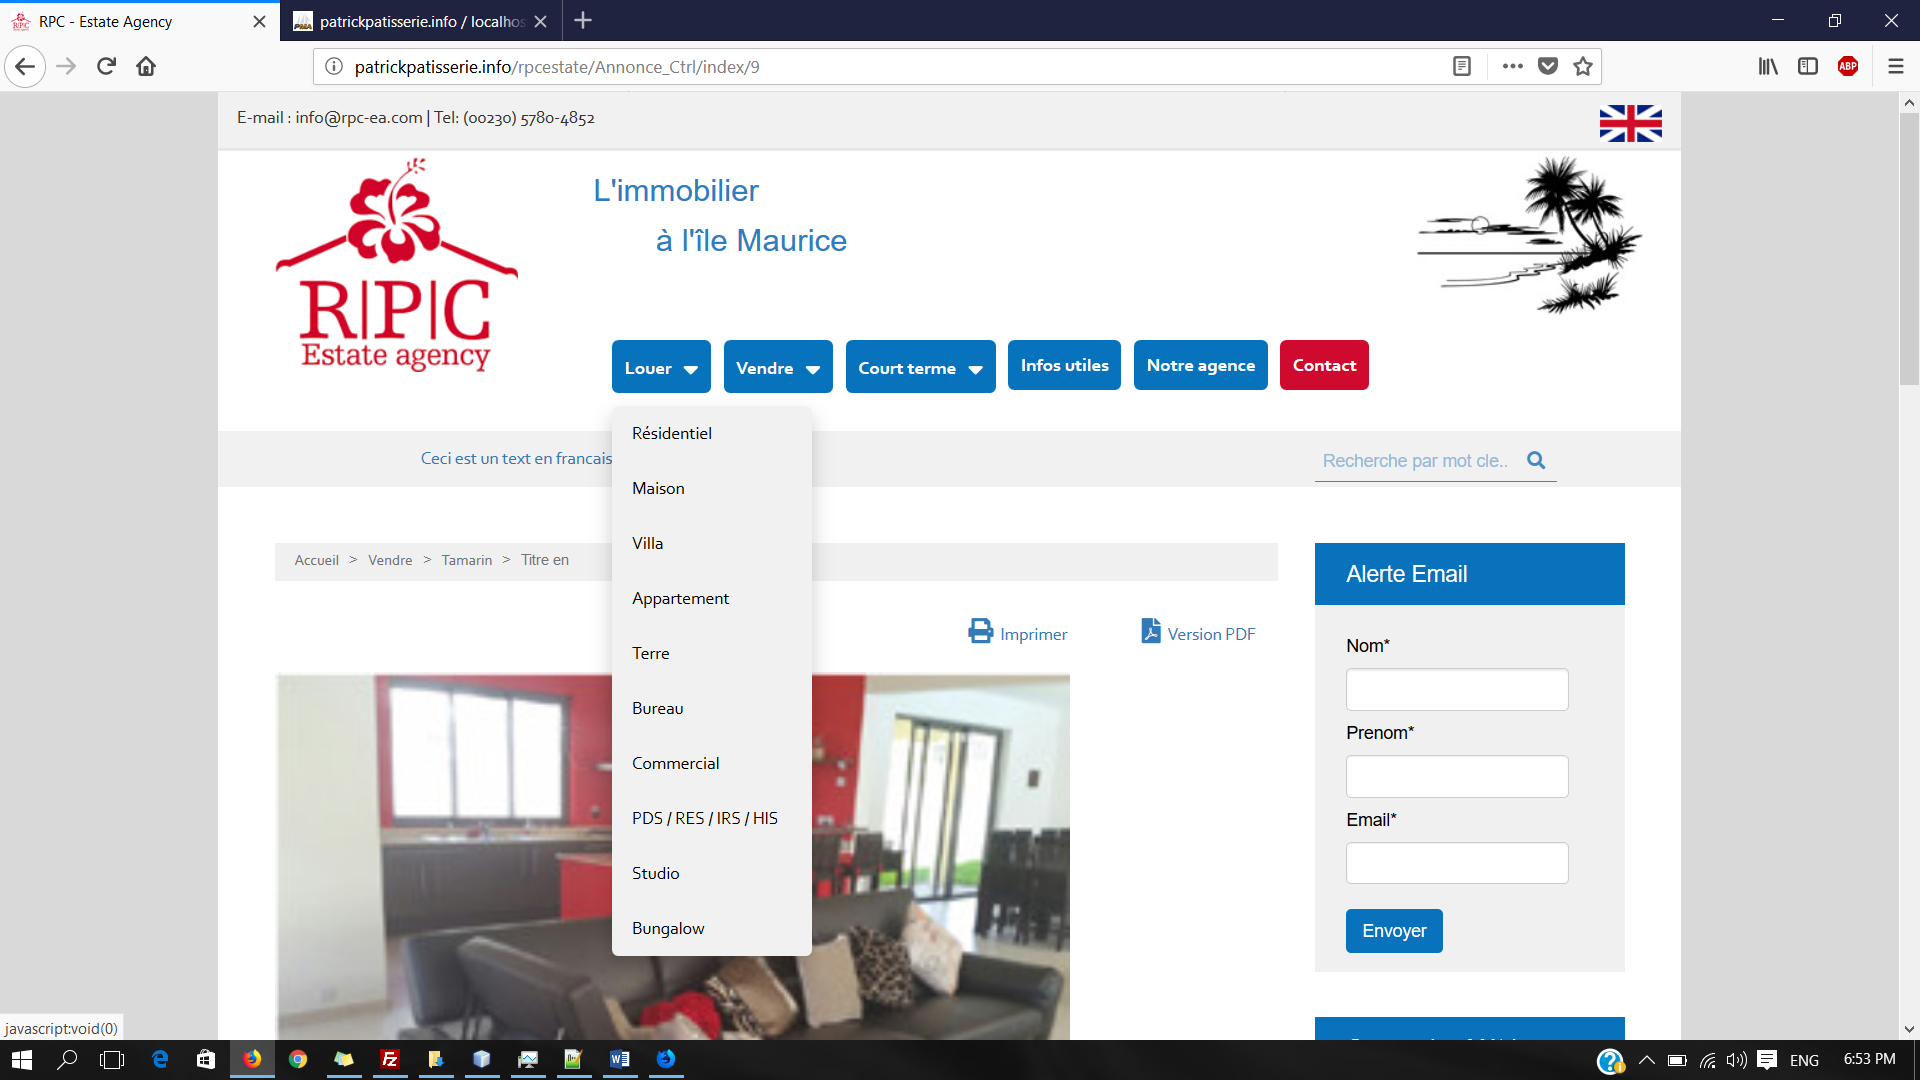 RPC - Estate Agency
patrickpatisserie.info / localhos
patrickpatisserie.info/rpcestate/Annonce_Ctrl/index/9
ABP
E-mail : info@rpc-ea.com | Tel: (00230) 5780-4852
L'immobilier
à l'île Maurice
R|P|C
Estate agency
Louer
Vendre
Court terme
Infos utiles
Notre agence
Contact
Résidentiel
Maison
Villa
Appartement
Terre
Bureau
Commercial
PDS / RES / IRS / HIS
Studio
Bungalow
Ceci est un text en francais
Recherche par mot cle..
Accueil > Vendre > Tamarin > Titre en
Imprimer
Version PDF
Alerte Email
Nom*
Prenom*
Email*
Envoyer
javascript:void(0)
ENG
6:53 PM